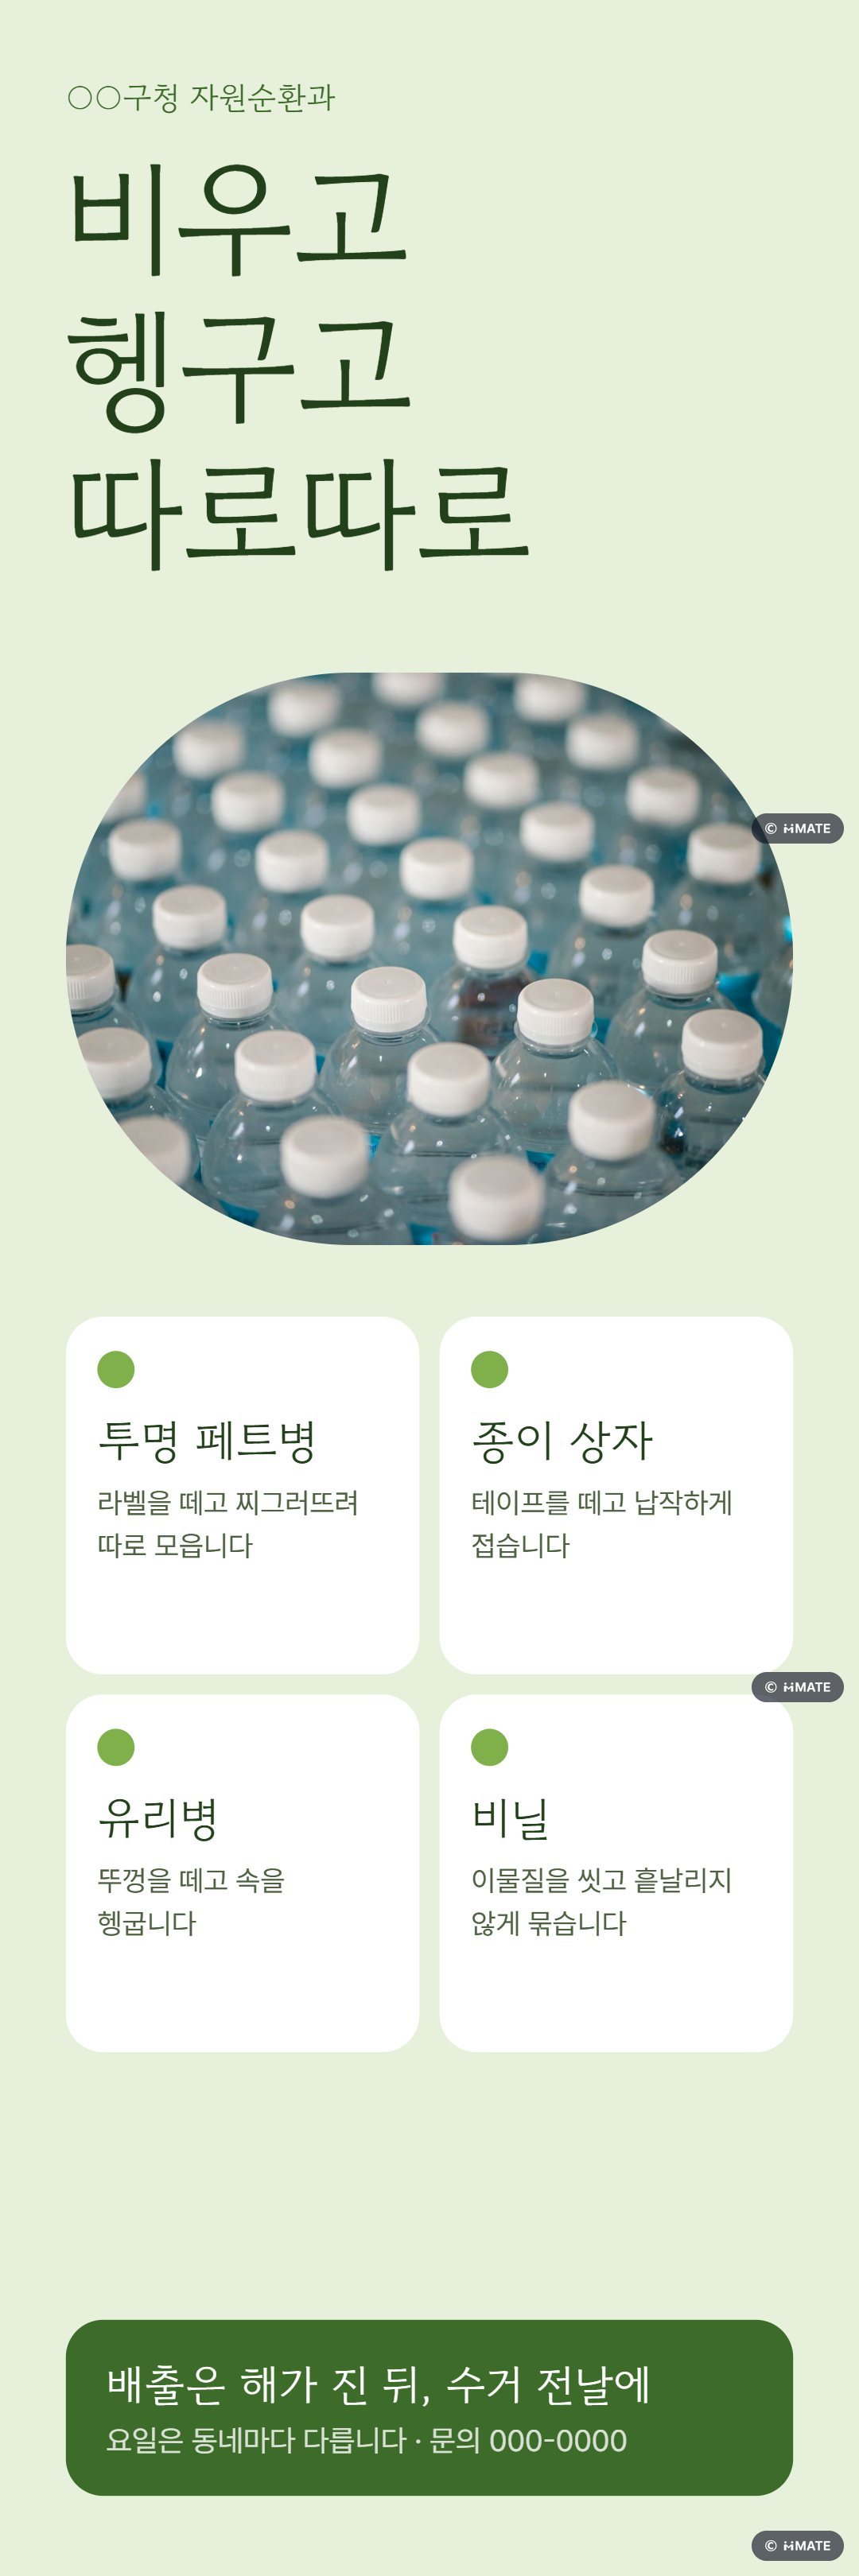 ○○구청 자원순환과
비우고
헹구고
따로따로
© MMATE
투명 페트병
라벨을 떼고 찌그러뜨려
따로 모읍니다
종이 상자
테이프를 떼고 납작하게
접습니다
© MMATE
유리병
뚜껑을 떼고 속을
헹굽니다
비닐
이물질을 씻고 흩날리지
않게 묶습니다
배출은 해가 진 뒤, 수거 전날에
요일은 동네마다 다릅니다 · 문의 000-0000
© MMATE